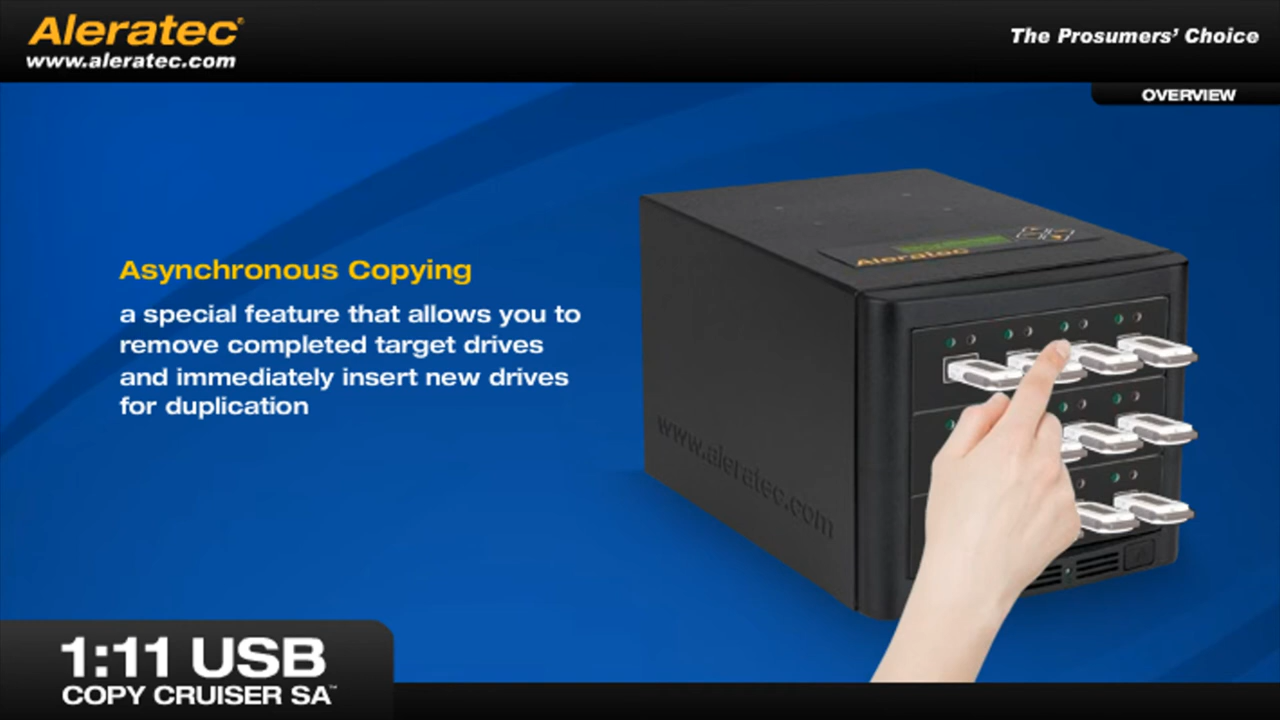 Aleratec®
www.aleratec.com
The Prosumers' Choice
OVERVIEW
Asynchronous Copying
a special feature that allows you to
remove completed target drives
and immediately insert new drives
for duplication
Aleratec
www.aleratec.com
1:11 USB
COPY CRUISER SA™